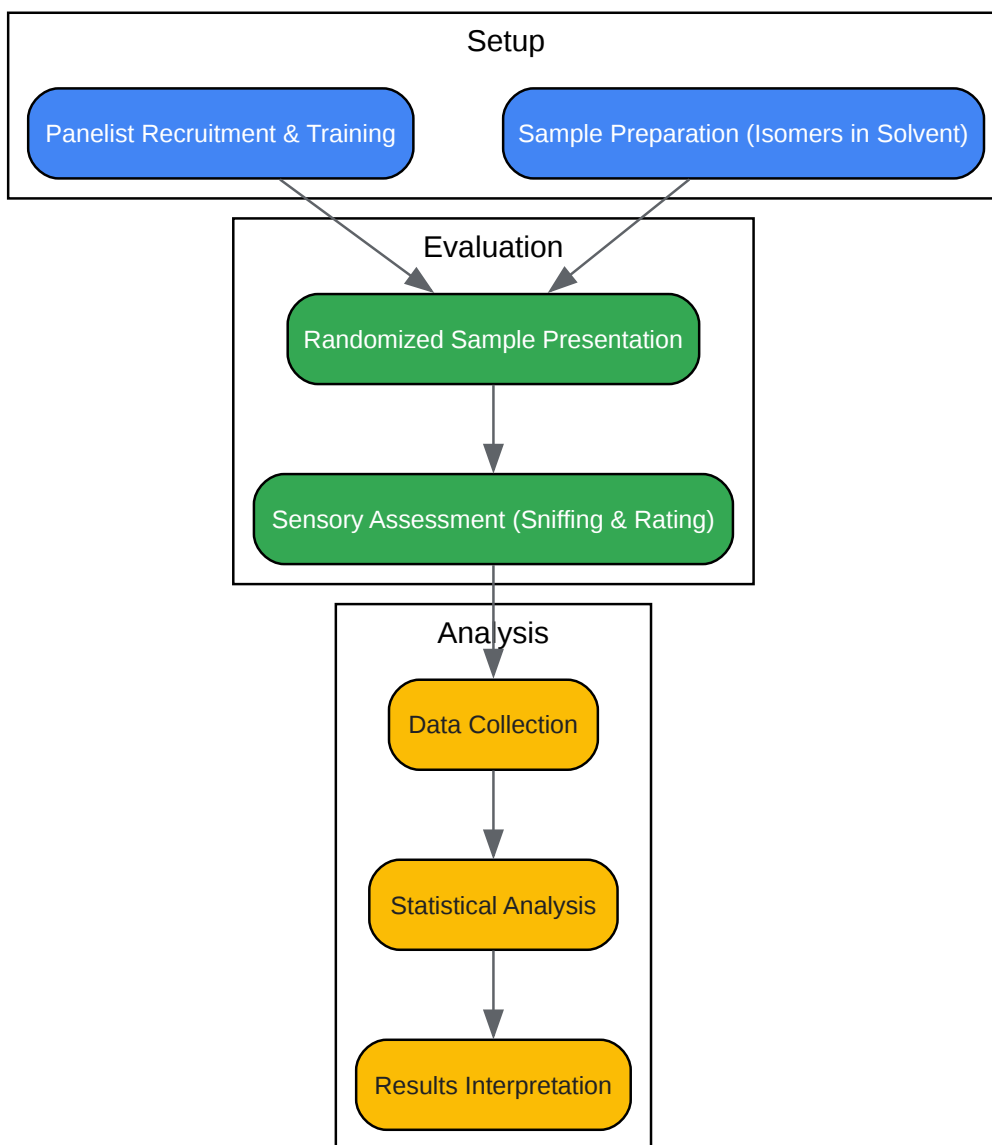 Setup
Panelist Recruitment & Training
Sample Preparation (Isomers in Solvent)
Evaluation
Randomized Sample Presentation
Sensory Assessment (Sniffing & Rating)
Analysis
Data Collection
Statistical Analysis
Results Interpretation